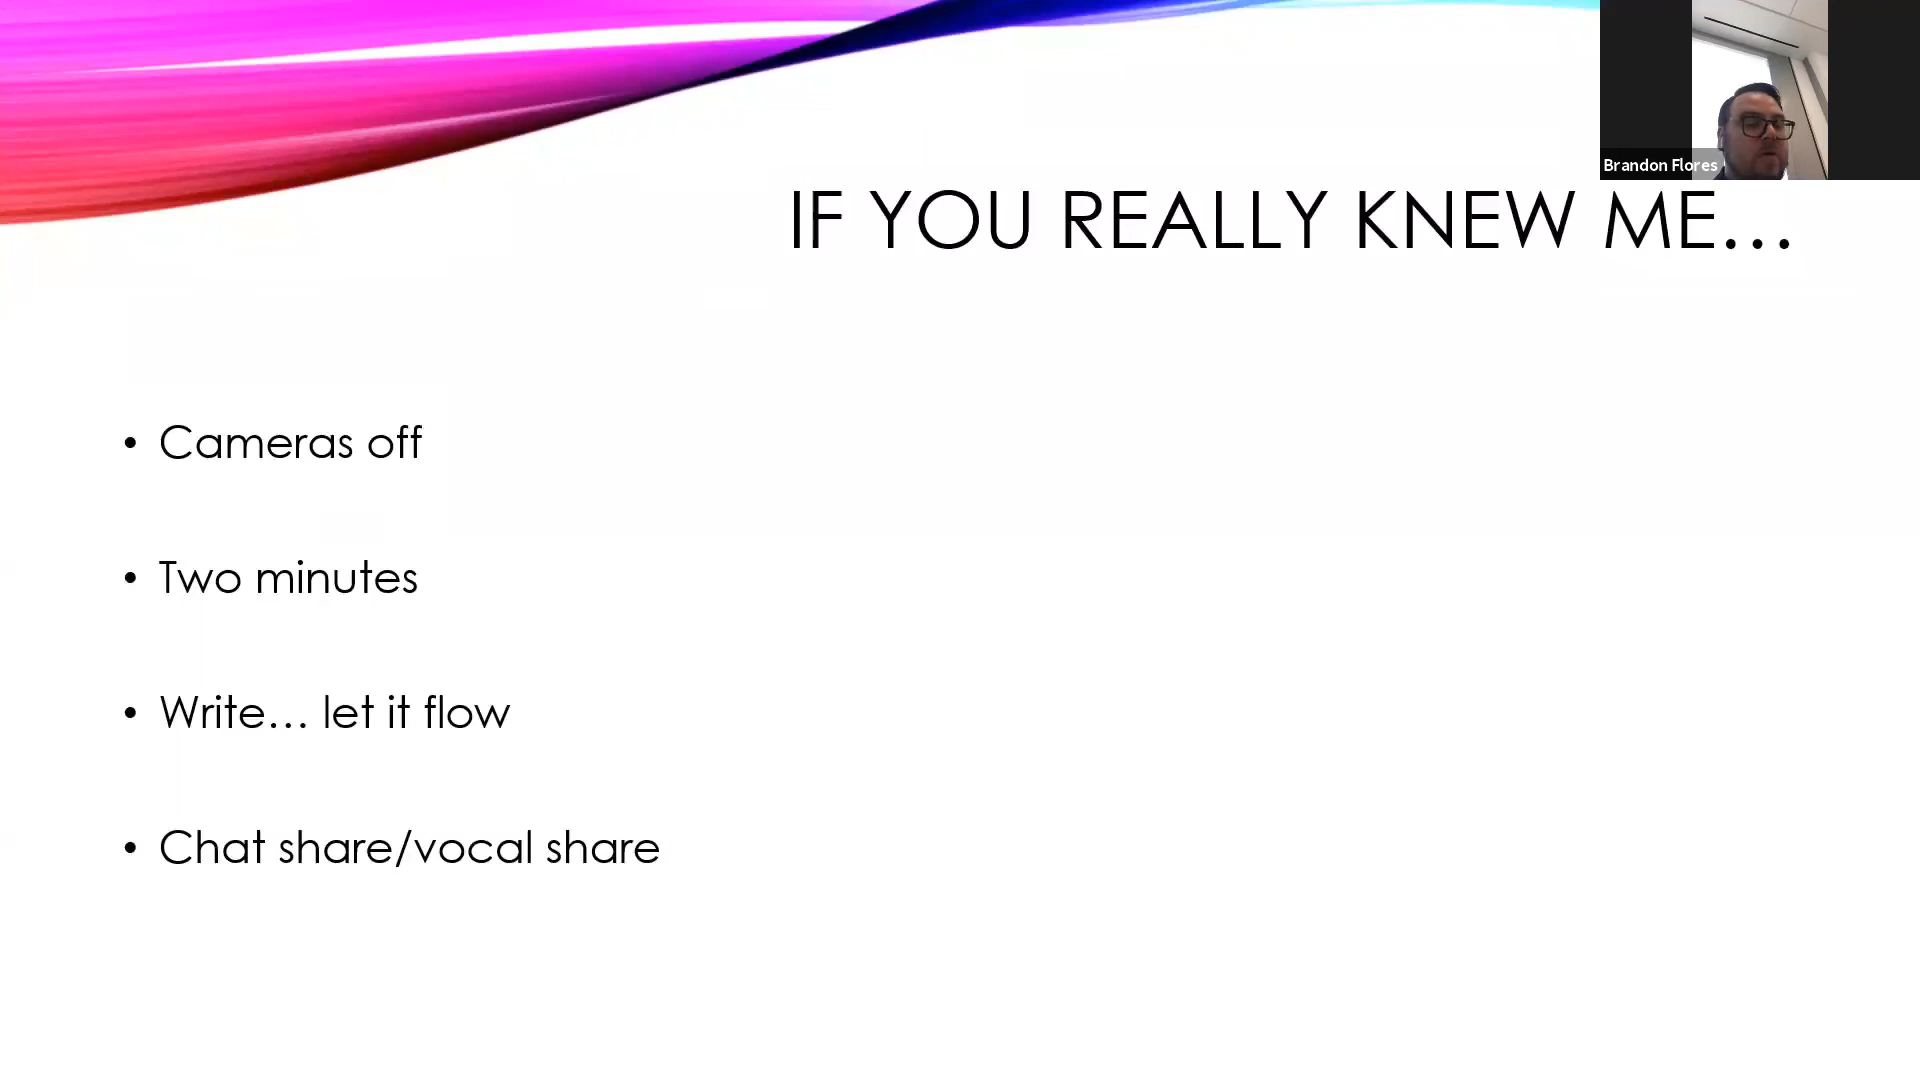 Brandon Flores
IF YOU REALLY KNEW ME...
• Cameras off
• Two minutes
• Write... let it flow
• Chat share/vocal share